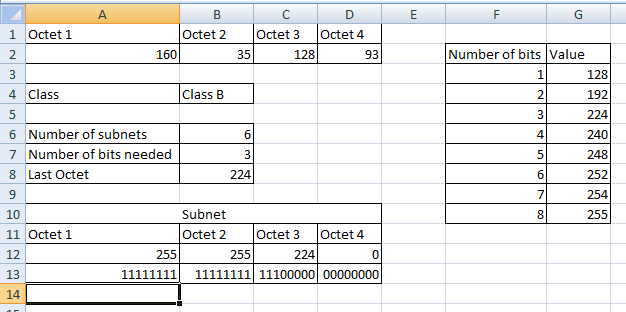 A B C D E F G
1 Octet 1 Octet 2 Octet 3 Octet 4
2 160 35 128 93 Number of bits Value
3 1 128
4 Class Class B 2 192
5 3 224
6 Number of subnets 6 4 240
7 Number of bits needed 3 5 248
8 Last Octet 224 6 252
9 7 254
10 Subnet 8 255
11 Octet 1 Octet 2 Octet 3 Octet 4
12 255 255 224 0
13 11111111 11111111 11100000 00000000
14